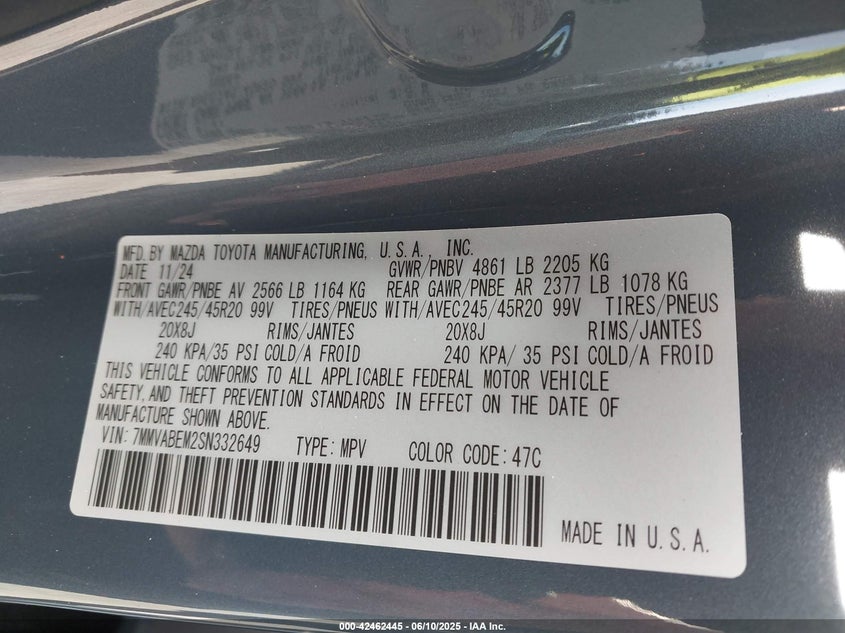 MFD. BY MAZDA TOYOTA MANUFACTURING, U.S.A., INC.
DATE 11/24 GVWR/PNBV 4861 LB 2205 KG
FRONT GAWR/PNBE AV 2566 LB 1164 KG REAR GAWR/PNBE AR 2377 LB 1078 KG
WITH/AVEC245/45R20 99V TIRES/PNEUS WITH/AVEC245/45R20 99V TIRES/PNEUS
20X8J RIMS/JANTES 20X8J RIMS/JANTES
240 KPA/35 PSI COLD/A FROID 240 KPA/ 35 PSI COLD/A FROID
THIS VEHICLE CONFORMS TO ALL APPLICABLE FEDERAL MOTOR VEHICLE
SAFETY, AND THEFT PREVENTION STANDARDS IN EFFECT ON THE DATE OF
MANUFACTURE SHOWN ABOVE.
VIN: 7MMVABEM2SN332649 TYPE: MPV COLOR CODE: 47C
MADE IN U.S.A.
000-42462445 - 06/10/2025 - IAA Inc.